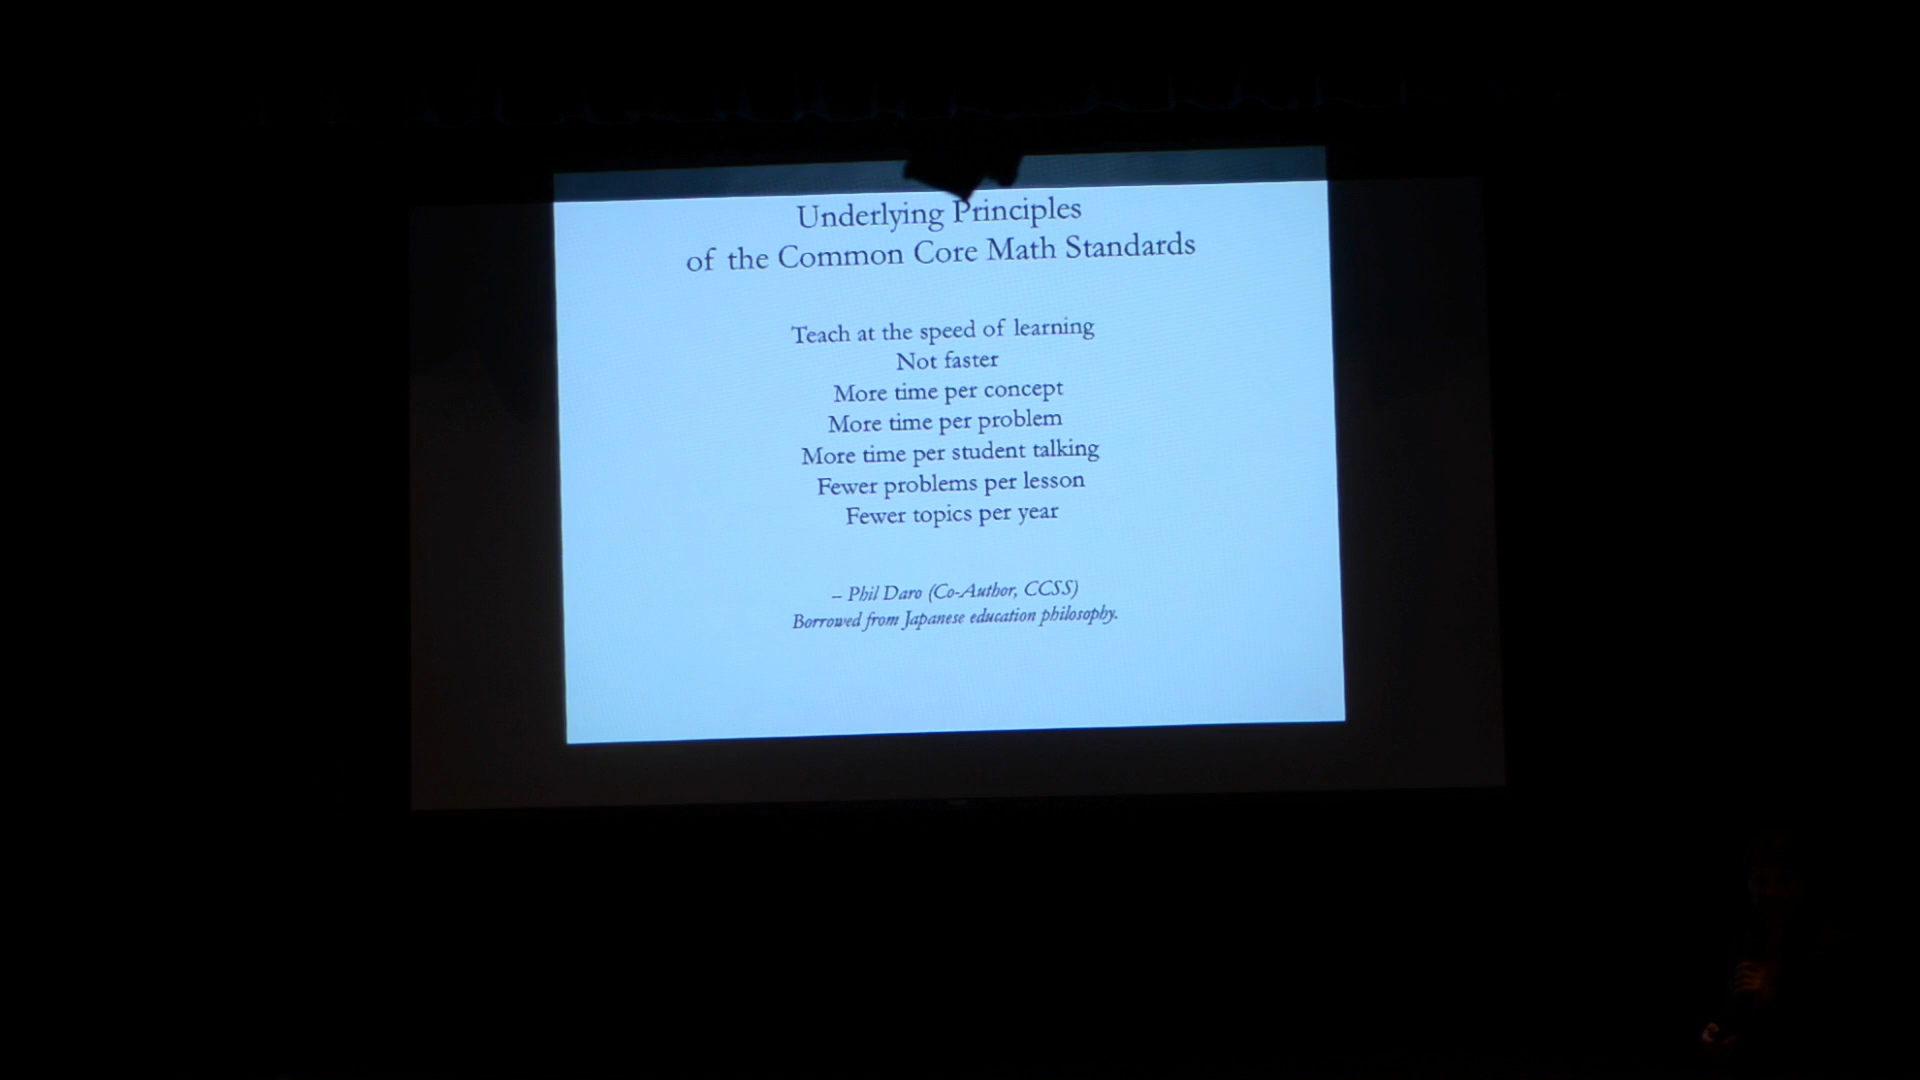 Underlying Principles
of the Common Core Math Standards
Teach at the speed of learning
Not faster
More time per concept
More time per problem
More time per student talking
Fewer problems per lesson
Fewer topics per year
– Phil Daro (Co-Author, CCSS)
Borrowed from Japanese education philosophy.